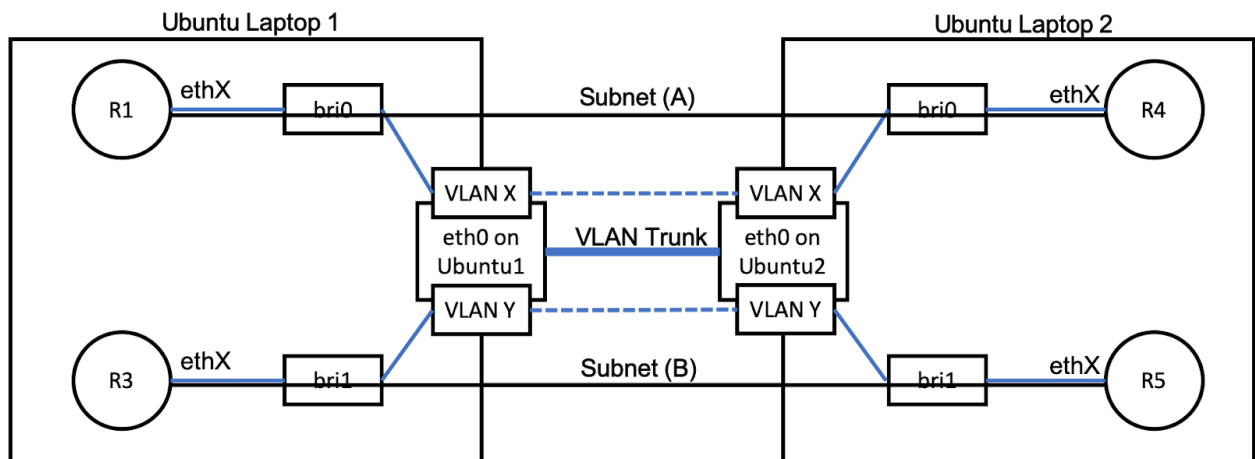 Ubuntu Laptop 1
Ubuntu Laptop 2
ethX
R1
bri0
Subnet (A)
bri0
ethX
R4
VLAN X
VLAN X
eth0 on
Ubuntu1
VLAN Trunk
eth0 on
Ubuntu2
VLAN Y
VLAN Y
ethX
R3
bri1
Subnet (B)
bri1
ethX
R5